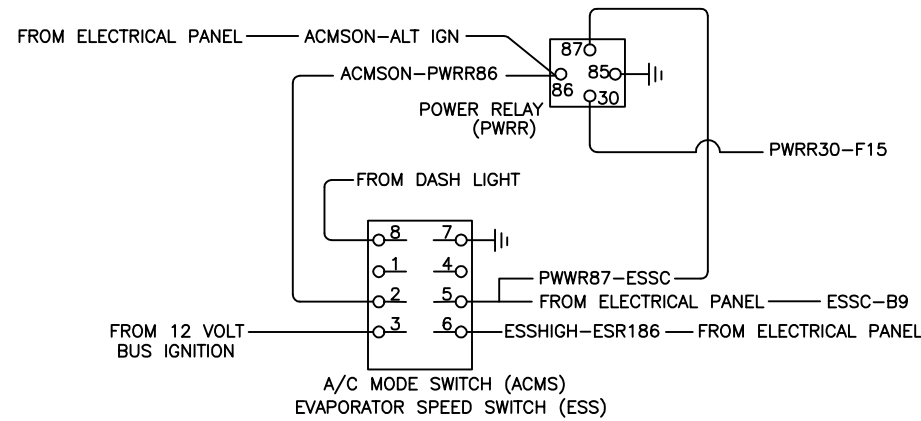 FROM ELECTRICAL PANEL
ACMSON-ALT IGN
87
ACMSON-PWRR86
86
85
30
POWER RELAY
(PWRR)
PWRR30-F15
FROM DASH LIGHT
8
7
1
4
PWWR87-ESSC
2
5
FROM ELECTRICAL PANEL
ESSC-B9
FROM 12 VOLT
BUS IGNITION
3
6
ESSHIGH-ESR186
FROM ELECTRICAL PANEL
A/C MODE SWITCH (ACMS)
EVAPORATOR SPEED SWITCH (ESS)